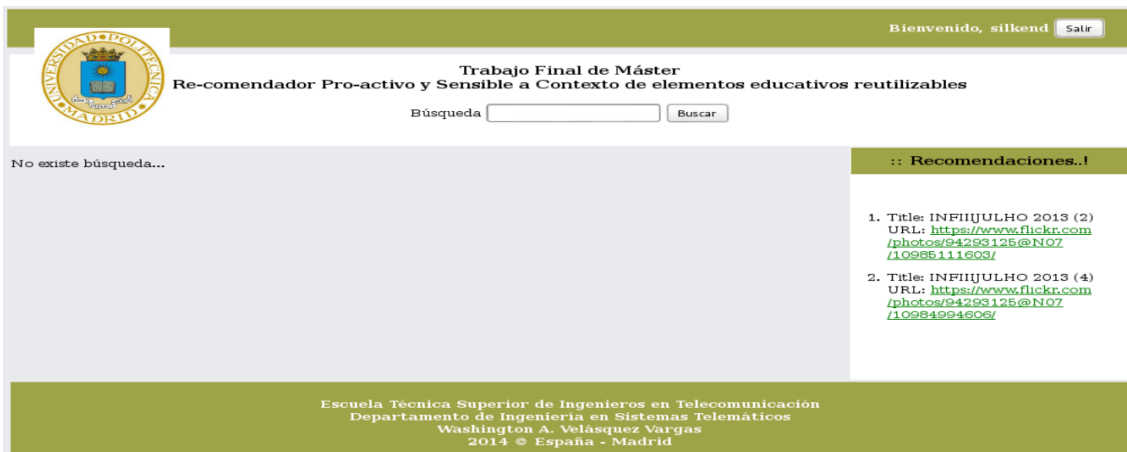 Bienvenido, silkend Salir
UNIVERSIDAD POLITÉCNICA
MADRID
Trabajo Final de Máster
Re-comendador Pro-activo y Sensible a Contexto de elementos educativos reutilizables
Búsqueda Buscar
No existe búsqueda...
:: Recomendaciones..!
1. Title: INFIIIJULHO 2013 (2)
URL: https://www.flickr.com
/photos/94293125@N07
/10985111603/
2. Title: INFIIIJULHO 2013 (4)
URL: https://www.flickr.com
/photos/94293125@N07
/10984994606/
Escuela Técnica Superior de Ingenieros en Telecomunicación
Departamento de Ingeniería en Sistemas Telemáticos
Washington A. Velásquez Vargas
2014 © España - Madrid